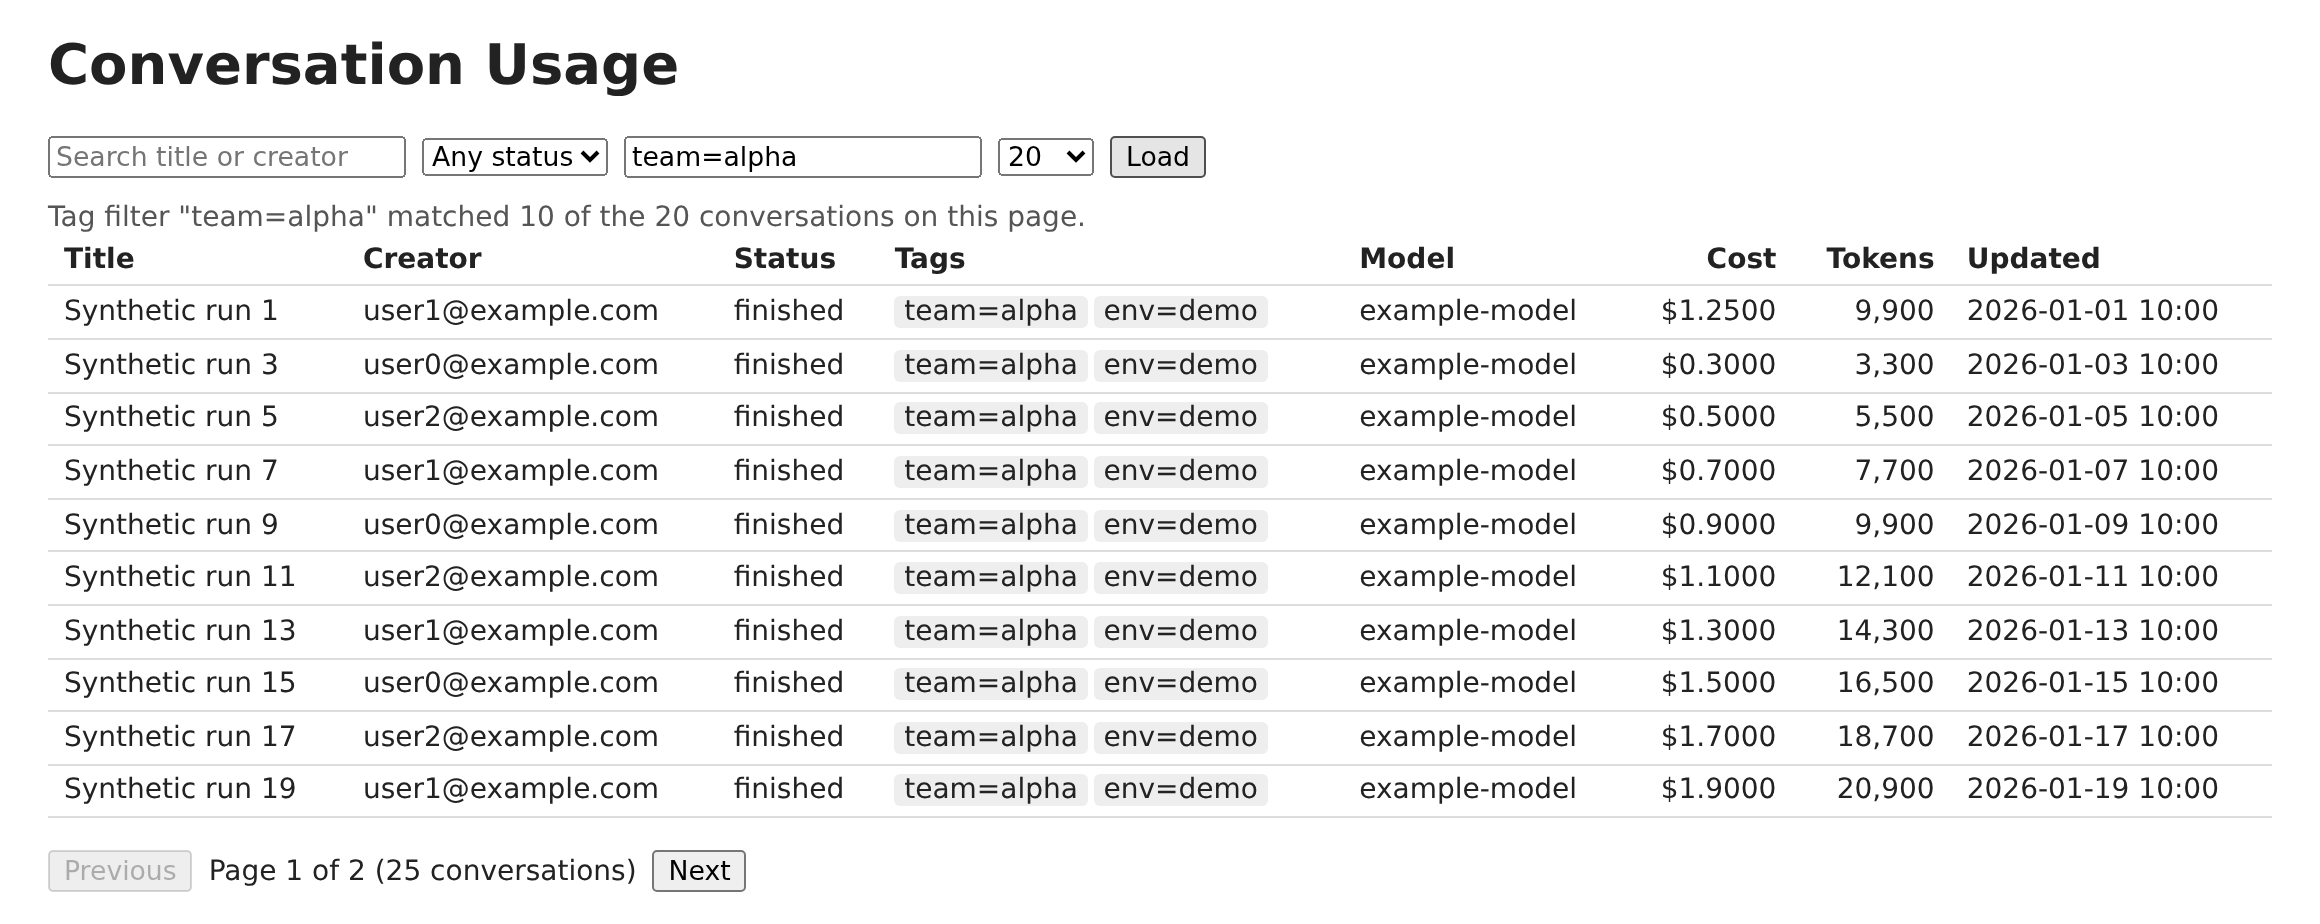 Conversation Usage
Search title or creator Any status team=alpha 20 Load
Tag filter "team=alpha" matched 10 of the 20 conversations on this page.
Title Creator Status Tags Model Cost Tokens Updated
Synthetic run 1 user1@example.com finished team=alpha env=demo example-model $1.2500 9,900 2026-01-01 10:00
Synthetic run 3 user0@example.com finished team=alpha env=demo example-model $0.3000 3,300 2026-01-03 10:00
Synthetic run 5 user2@example.com finished team=alpha env=demo example-model $0.5000 5,500 2026-01-05 10:00
Synthetic run 7 user1@example.com finished team=alpha env=demo example-model $0.7000 7,700 2026-01-07 10:00
Synthetic run 9 user0@example.com finished team=alpha env=demo example-model $0.9000 9,900 2026-01-09 10:00
Synthetic run 11 user2@example.com finished team=alpha env=demo example-model $1.1000 12,100 2026-01-11 10:00
Synthetic run 13 user1@example.com finished team=alpha env=demo example-model $1.3000 14,300 2026-01-13 10:00
Synthetic run 15 user0@example.com finished team=alpha env=demo example-model $1.5000 16,500 2026-01-15 10:00
Synthetic run 17 user2@example.com finished team=alpha env=demo example-model $1.7000 18,700 2026-01-17 10:00
Synthetic run 19 user1@example.com finished team=alpha env=demo example-model $1.9000 20,900 2026-01-19 10:00
Previous Page 1 of 2 (25 conversations) Next